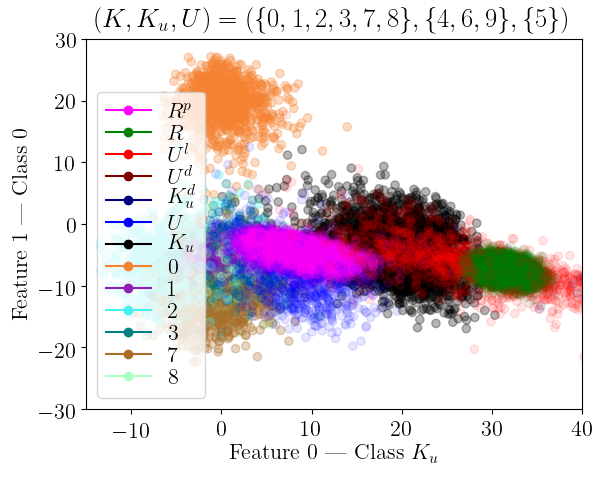 (K, K_u, U) = ({0, 1, 2, 3, 7, 8}, {4, 6, 9}, {5})
30
20
10
0
−10
−20
−30
Feature 1 — Class 0
R^p
R
U^l
U^d
K_u^d
U
K_u
0
1
2
3
7
8
−10 0 10 20 30 40
Feature 0 — Class K_u